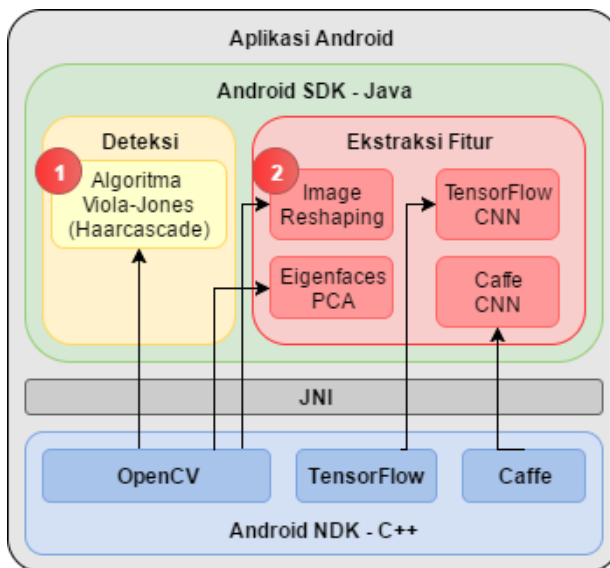 Aplikasi Android
Android SDK - Java
Deteksi
1
Algoritma
Viola-Jones
(Haarcascade)
Ekstraksi Fitur
2
Image
Reshaping
TensorFlow
CNN
Eigenfaces
PCA
Caffe
CNN
JNI
OpenCV
TensorFlow
Caffe
Android NDK - C++